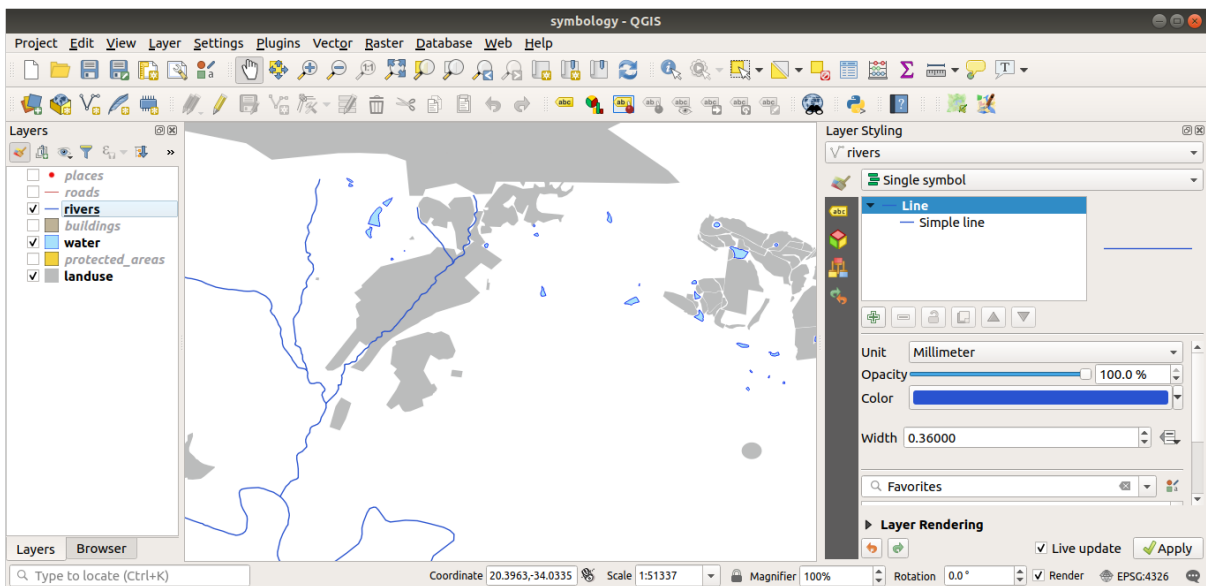 symbology - QGIS
Project Edit View Layer Settings Plugins Vector Raster Database Web Help
Layers
places
roads
rivers
buildings
water
protected_areas
landuse
Layers Browser
Layer Styling
rivers
Single symbol
Line
Simple line
Unit Millimeter
Opacity 100.0 %
Color
Width 0.36000
Favorites
Layer Rendering
Live update Apply
Type to locate (Ctrl+K) Coordinate 20.3963,-34.0335 Scale 1:51337 Magnifier 100% Rotation 0.0° Render EPSG:4326